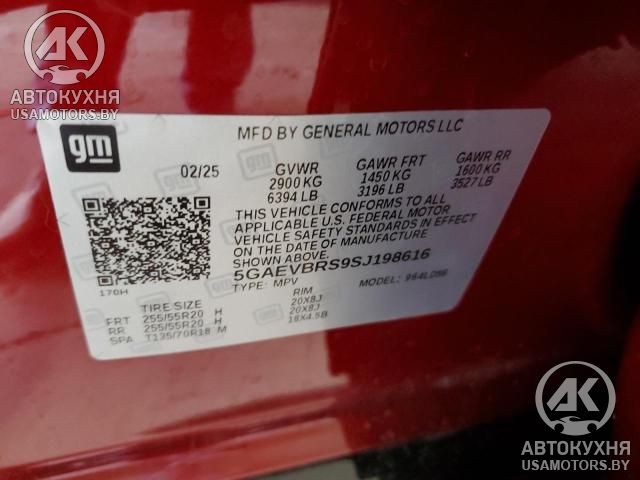 АК
АВТОКУХНЯ
USAMOTORS.BY
gm
MFD BY GENERAL MOTORS LLC
02/25 GVWR GAWR FRT GAWR RR
2900 KG 1450 KG 1600 KG
6394 LB 3196 LB 3527 LB
THIS VEHICLE CONFORMS TO ALL
APPLICABLE U.S. FEDERAL MOTOR
VEHICLE SAFETY STANDARDS IN EFFECT
ON THE DATE OF MANUFACTURE
SHOWN ABOVE.
5GAEVBRS9SJ198616
TYPE: MPV MODEL:
170H
TIRE SIZE RIM
FRT 255/55R20 H 20X8J
RR 255/55R20 H 20X8J
SPA T135/70R18 M 18X4.5B
АК
АВТОКУХНЯ
USAMOTORS.BY